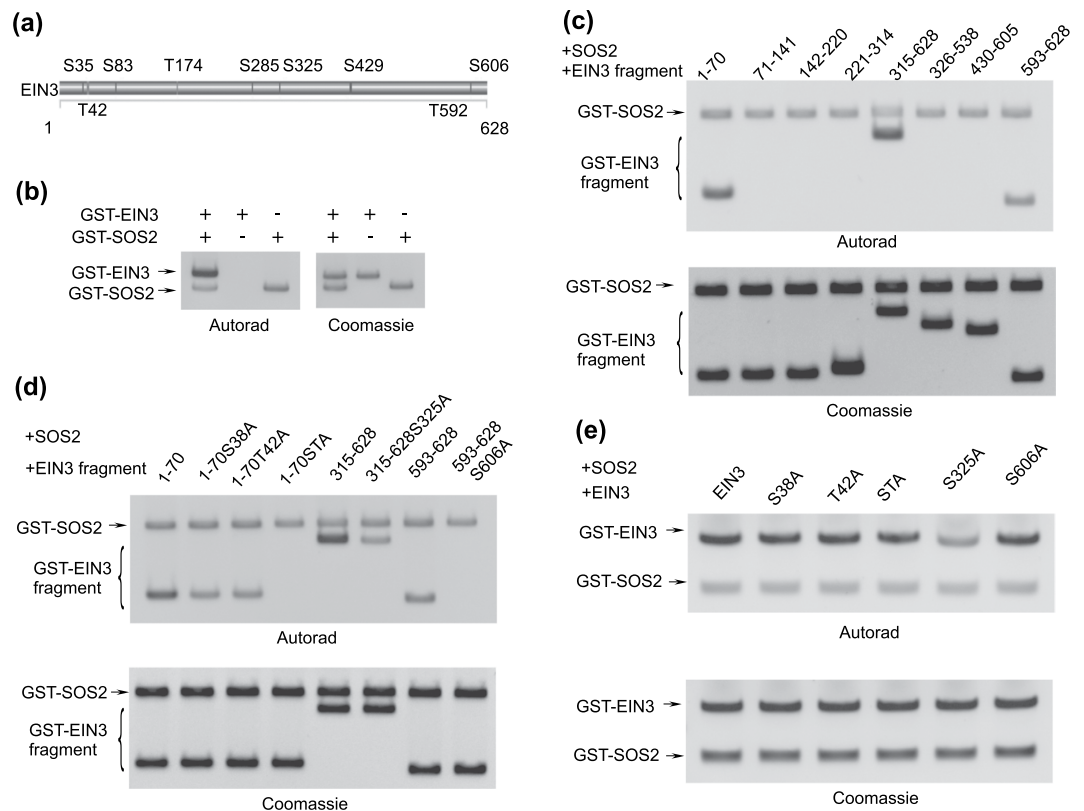 (a)
S35 S83 T174 S285 S325 S429 S606
EIN3
T42 T592
1 628
(b)
GST-EIN3 + + - + + -
GST-SOS2 + - + + - +
GST-EIN3
GST-SOS2
Autorad Coomassie
(c)
+SOS2
+EIN3 fragment
1-70 71-141 142-220 221-314 315-628 326-538 430-605 593-628
GST-SOS2
GST-EIN3
fragment
Autorad
GST-SOS2
GST-EIN3
fragment
Coomassie
(d)
+SOS2
+EIN3 fragment
1-70 1-70S38A 1-70T42A 1-70STA 315-628 315-628S325A 593-628 593-628
S606A
GST-SOS2
GST-EIN3
fragment
Autorad
GST-SOS2
GST-EIN3
fragment
Coomassie
(e)
+SOS2
+EIN3
EIN3 S38A T42A STA S325A S606A
GST-EIN3
GST-SOS2
Autorad
GST-EIN3
GST-SOS2
Coomassie